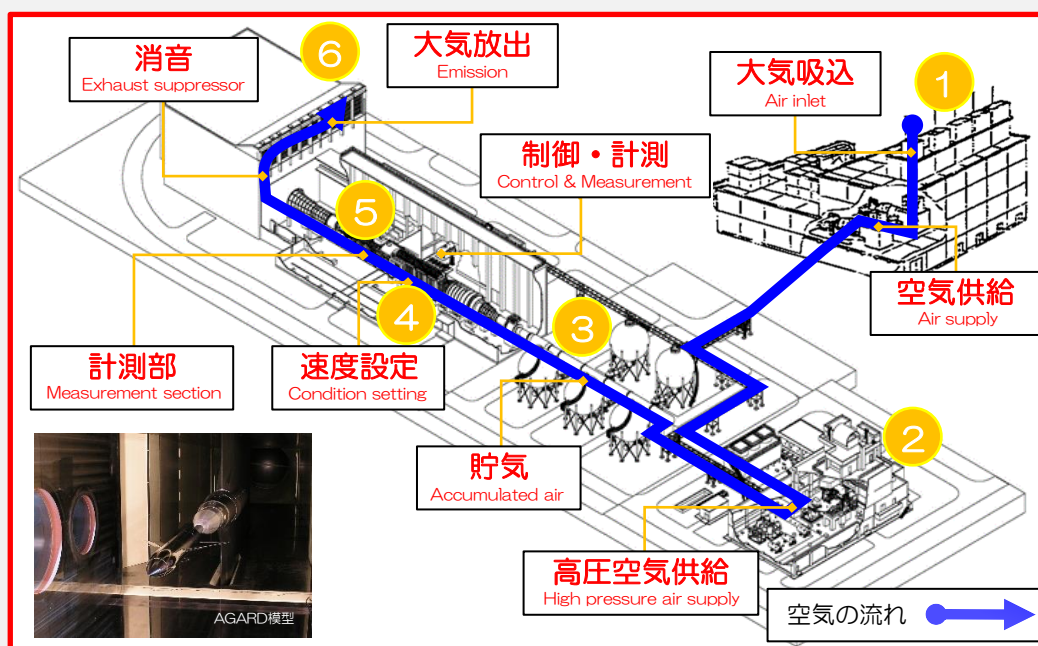 消音
Exhaust suppressor
6
大気放出
Emission
大気吸込
Air inlet
1
制御・計測
Control & Measurement
5
空気供給
Air supply
4
3
計測部
Measurement section
速度設定
Condition setting
2
貯気
Accumulated air
高圧空気供給
High pressure air supply
AGARD模型
空気の流れ